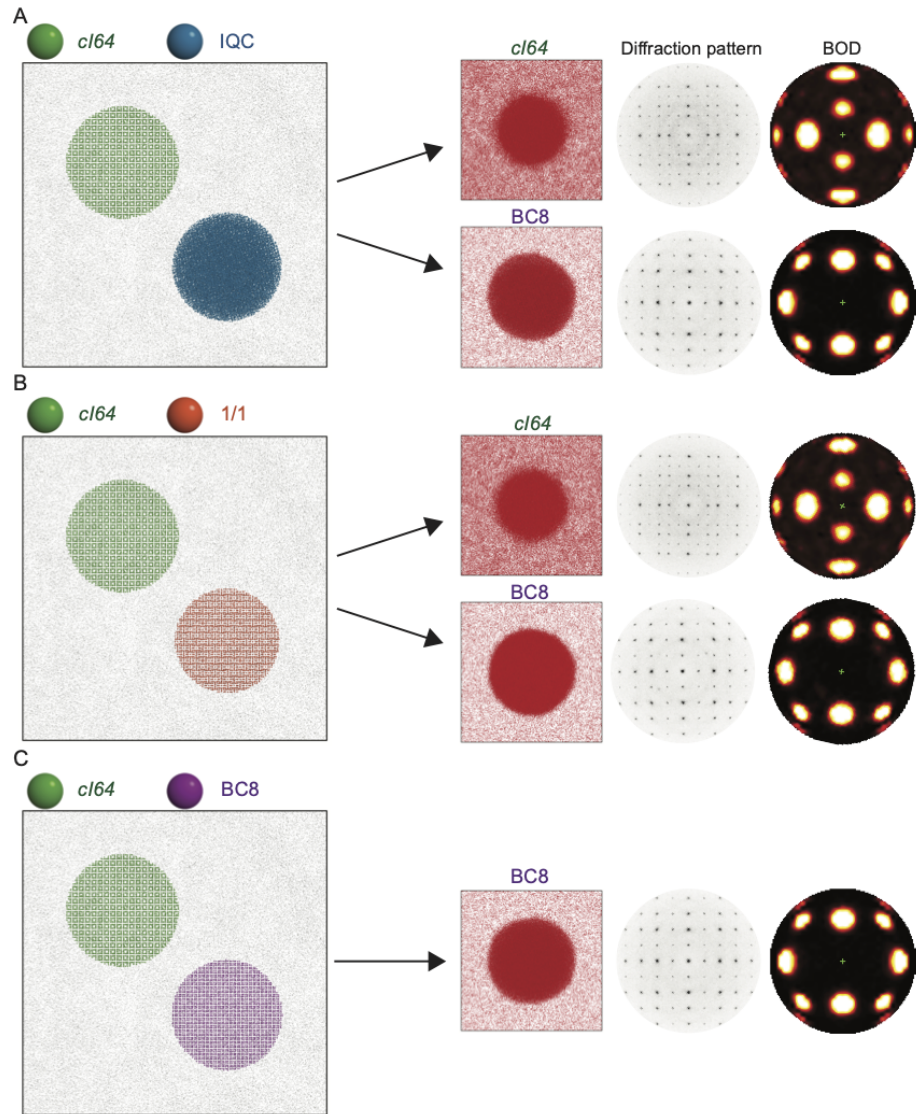 A
cI64 IQC
cI64 Diffraction pattern BOD
BC8
B
cI64 1/1
cI64
BC8
C
cI64 BC8
BC8